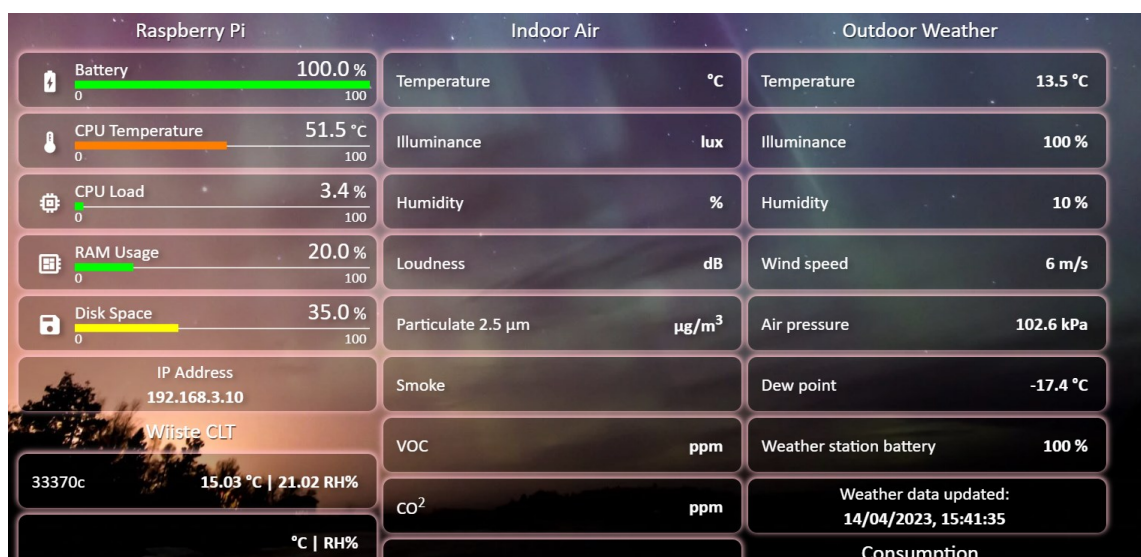 Raspberry Pi
Battery 100.0 %
0 100
CPU Temperature 51.5 °C
0 100
CPU Load 3.4 %
0 100
RAM Usage 20.0 %
0 100
Disk Space 35.0 %
0 100
IP Address
192.168.3.10
Wiiste CLT
33370c 15.03 °C | 21.02 RH%
°C | RH%
Indoor Air
Temperature °C
Illuminance lux
Humidity %
Loudness dB
Particulate 2.5 µm µg/m³
Smoke
VOC ppm
CO² ppm
Outdoor Weather
Temperature 13.5 °C
Illuminance 100 %
Humidity 10 %
Wind speed 6 m/s
Air pressure 102.6 kPa
Dew point -17.4 °C
Weather station battery 100 %
Weather data updated:
14/04/2023, 15:41:35
Consumption